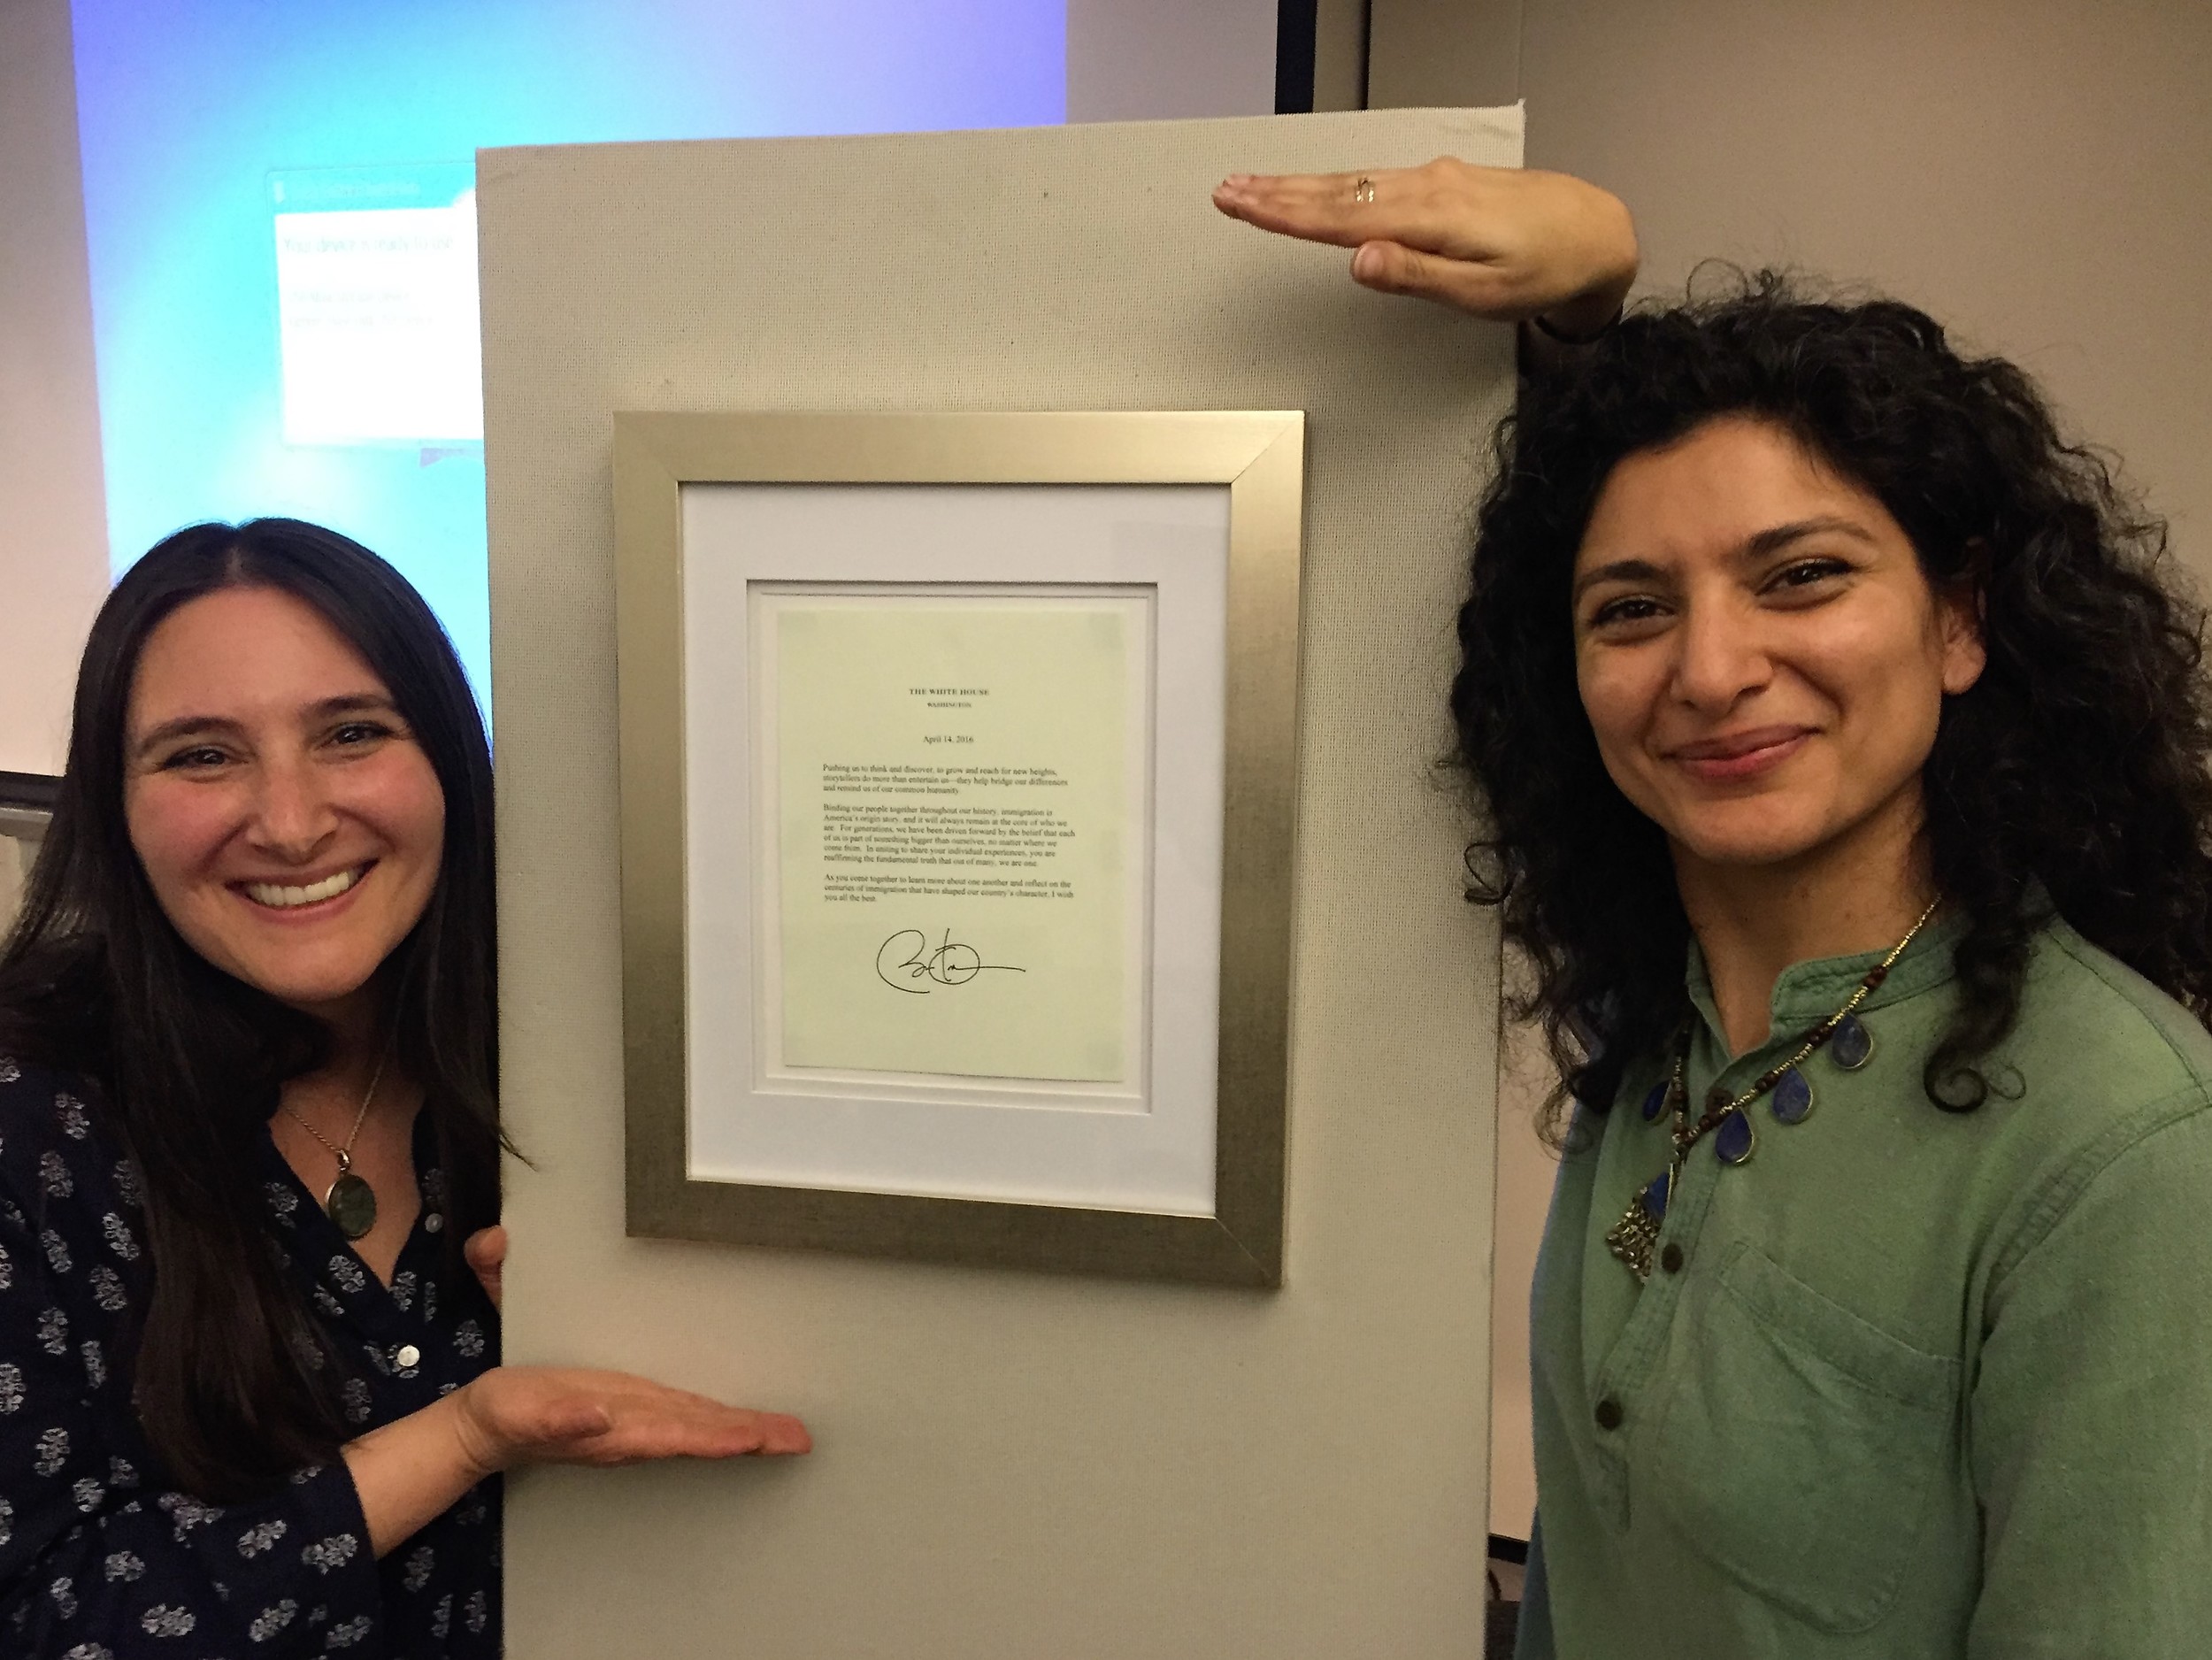 Your device is ready to use
THE WHITE HOUSE
WASHINGTON
April 14, 2016
Pushing us to think and discover, to grow and reach for new heights,
storytellers do more than entertain us—they help bridge our differences
and remind us of our common humanity.
Binding our people together throughout our history, immigration is
America's origin story, and it will always remain at the core of who we
are. For generations, we have been driven forward by the belief that each
of us is part of something bigger than ourselves, no matter where we
come from. In uniting to share your individual experiences, you are
reaffirming the fundamental truth that out of many, we are one.
As you come together to learn more about one another and reflect on the
centuries of immigration that have shaped our country's character, I wish
you all the best.